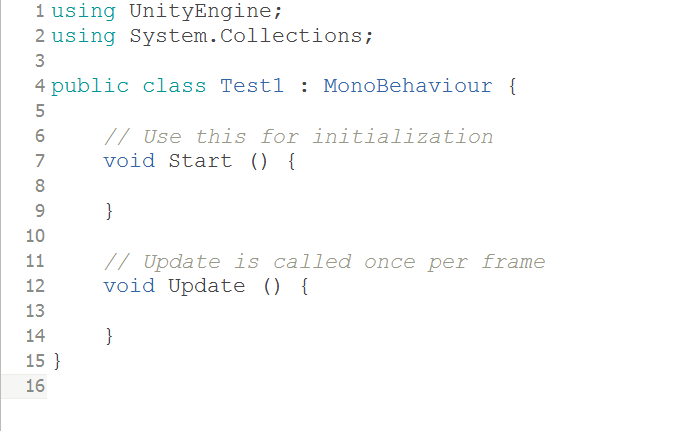 1 using UnityEngine;
2 using System.Collections;
3
4 public class Test1 : MonoBehaviour {
5
6     // Use this for initialization
7     void Start () {
8
9     }
10
11     // Update is called once per frame
12     void Update () {
13
14     }
15 }
16